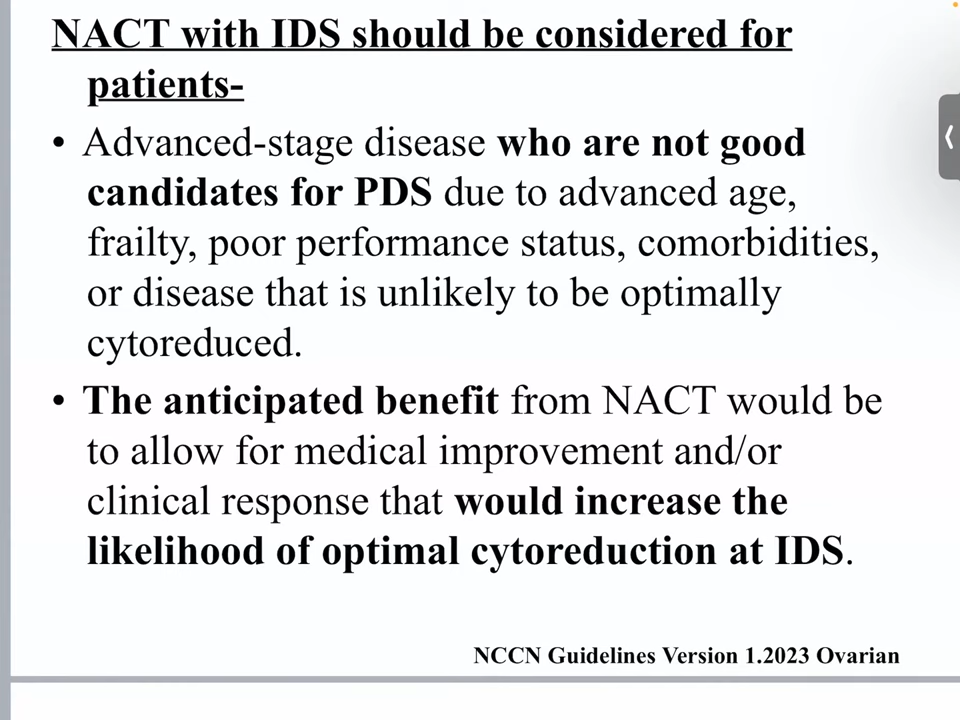 NACT with IDS should be considered for
patients-
• Advanced-stage disease who are not good
candidates for PDS due to advanced age,
frailty, poor performance status, comorbidities,
or disease that is unlikely to be optimally
cytoreduced.
• The anticipated benefit from NACT would be
to allow for medical improvement and/or
clinical response that would increase the
likelihood of optimal cytoreduction at IDS.
NCCN Guidelines Version 1.2023 Ovarian